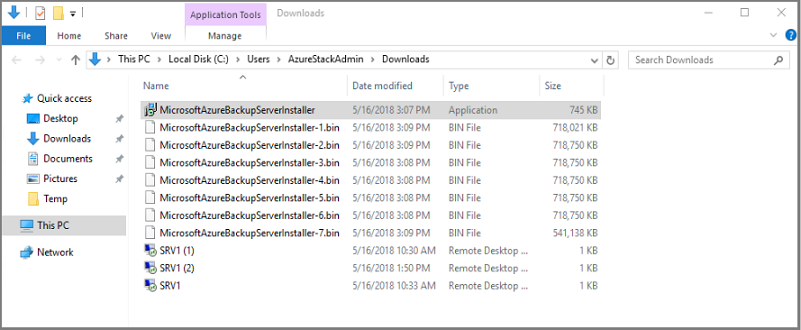 Application Tools Downloads
File Home Share View Manage
This PC > Local Disk (C:) > Users > AzureStackAdmin > Downloads Search Downloads
Name Date modified Type Size
Quick access
Desktop
Downloads
Documents
Pictures
Temp
This PC
Network
MicrosoftAzureBackupServerInstaller 5/16/2018 3:07 PM Application 745 KB
MicrosoftAzureBackupServerInstaller-1.bin 5/16/2018 3:09 PM BIN File 718,021 KB
MicrosoftAzureBackupServerInstaller-2.bin 5/16/2018 3:09 PM BIN File 718,750 KB
MicrosoftAzureBackupServerInstaller-3.bin 5/16/2018 3:08 PM BIN File 718,750 KB
MicrosoftAzureBackupServerInstaller-4.bin 5/16/2018 3:08 PM BIN File 718,750 KB
MicrosoftAzureBackupServerInstaller-5.bin 5/16/2018 3:08 PM BIN File 718,750 KB
MicrosoftAzureBackupServerInstaller-6.bin 5/16/2018 3:08 PM BIN File 718,750 KB
MicrosoftAzureBackupServerInstaller-7.bin 5/16/2018 3:09 PM BIN File 541,138 KB
SRV1 (1) 5/16/2018 10:30 AM Remote Desktop ... 1 KB
SRV1 (2) 5/16/2018 1:50 PM Remote Desktop ... 1 KB
SRV1 5/16/2018 10:33 AM Remote Desktop ... 1 KB